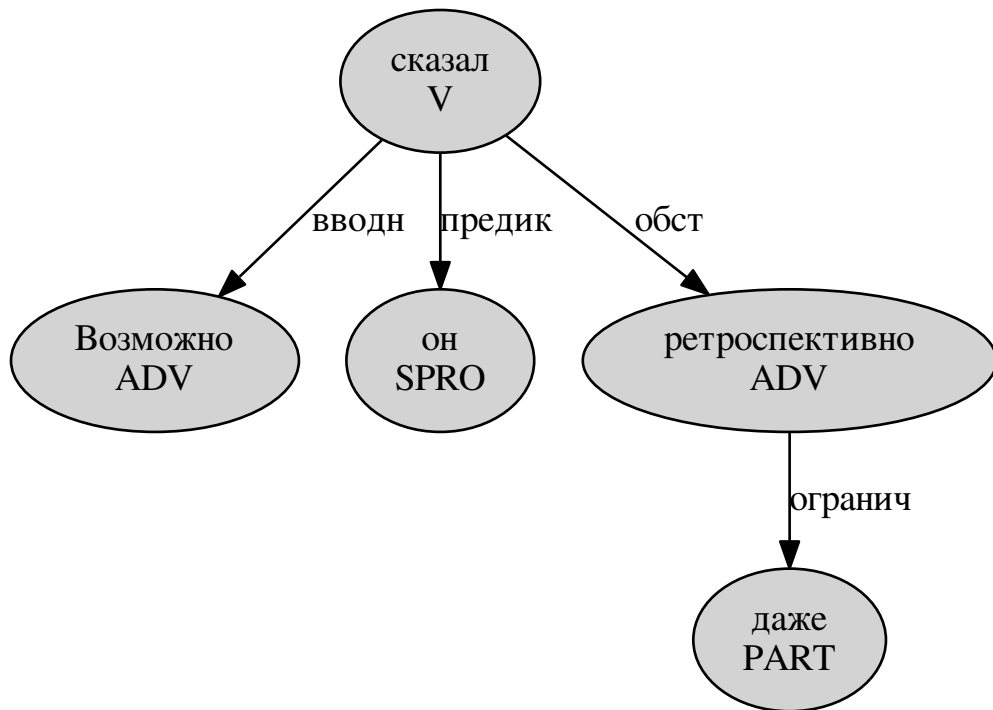 сказал
V
вводн
предик
обст
Возможно
ADV
он
SPRO
ретроспективно
ADV
огранич
даже
PART